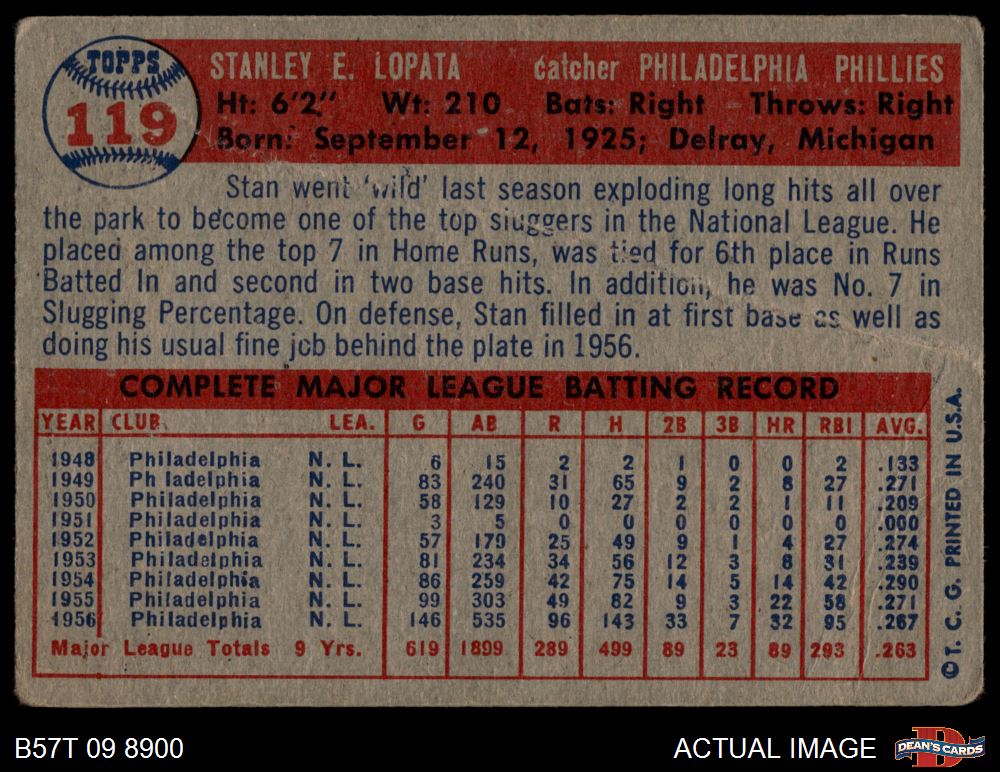 TOPPS
119
STANLEY E. LOPATA catcher PHILADELPHIA PHILLIES
Ht: 6'2" Wt: 210 Bats: Right Throws: Right
Born: September 12, 1925; Delray, Michigan
Stan went 'wild' last season exploding long hits all over
the park to become one of the top sluggers in the National League. He
placed among the top 7 in Home Runs, was tied for 6th place in Runs
Batted In and second in two base hits. In addition, he was No. 7 in
Slugging Percentage. On defense, Stan filled in at first base as well as
doing his usual fine job behind the plate in 1956.
COMPLETE MAJOR LEAGUE BATTING RECORD
YEAR CLUB LEA. G AB R H 2B 3B HR RBI AVG.
1948 Philadelphia N. L. 6 15 2 2 1 0 0 2 .133
1949 Ph ladelphia N. L. 83 240 31 65 9 2 8 27 .271
1950 Philadelphia N. L. 58 129 10 27 2 2 1 11 .209
1951 Philadelphia N. L. 3 5 0 0 0 0 0 0 .000
1952 Philadelphia N. L. 57 179 25 49 9 1 4 27 .274
1953 Philadelphia N. L. 81 234 34 56 12 3 8 31 .239
1954 Philadelphia N. L. 86 259 42 75 14 5 14 42 .290
1955 Philadelphia N. L. 99 303 49 82 9 3 22 58 .271
1956 Philadelphia N. L. 146 535 96 143 33 7 32 95 .267
Major League Totals 9 Yrs. 619 1899 289 499 89 23 89 293 .263
©T. C. G. PRINTED IN U.S.A.
B57T 09 8900 ACTUAL IMAGE DEAN'S CARDS